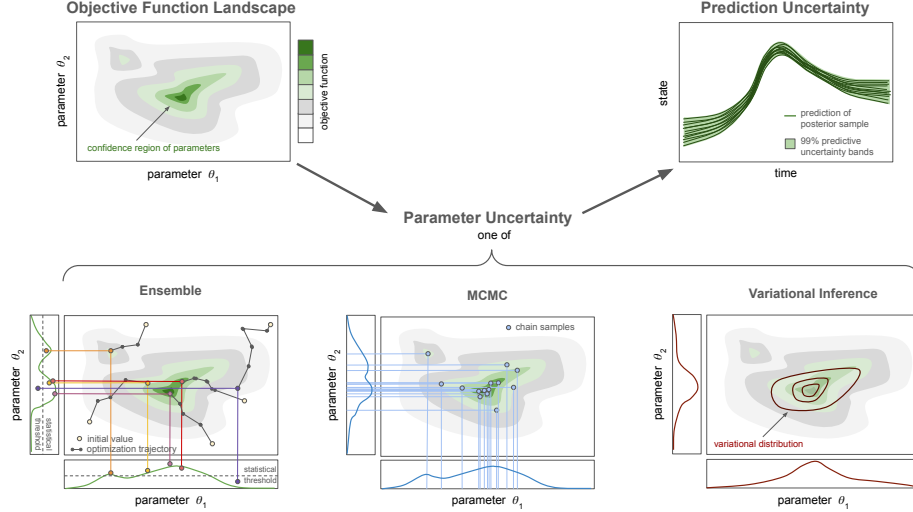 Objective Function Landscape
parameter θ2
objective function
confidence region of parameters
parameter θ1
Prediction Uncertainty
state
prediction of
posterior sample
99% predictive
uncertainty bands
time
Parameter Uncertainty
one of
Ensemble
parameter θ2
statistical
threshold
initial value
optimization trajectory
statistical
threshold
parameter θ1
MCMC
chain samples
parameter θ2
parameter θ1
Variational Inference
parameter θ2
variational distribution
parameter θ1